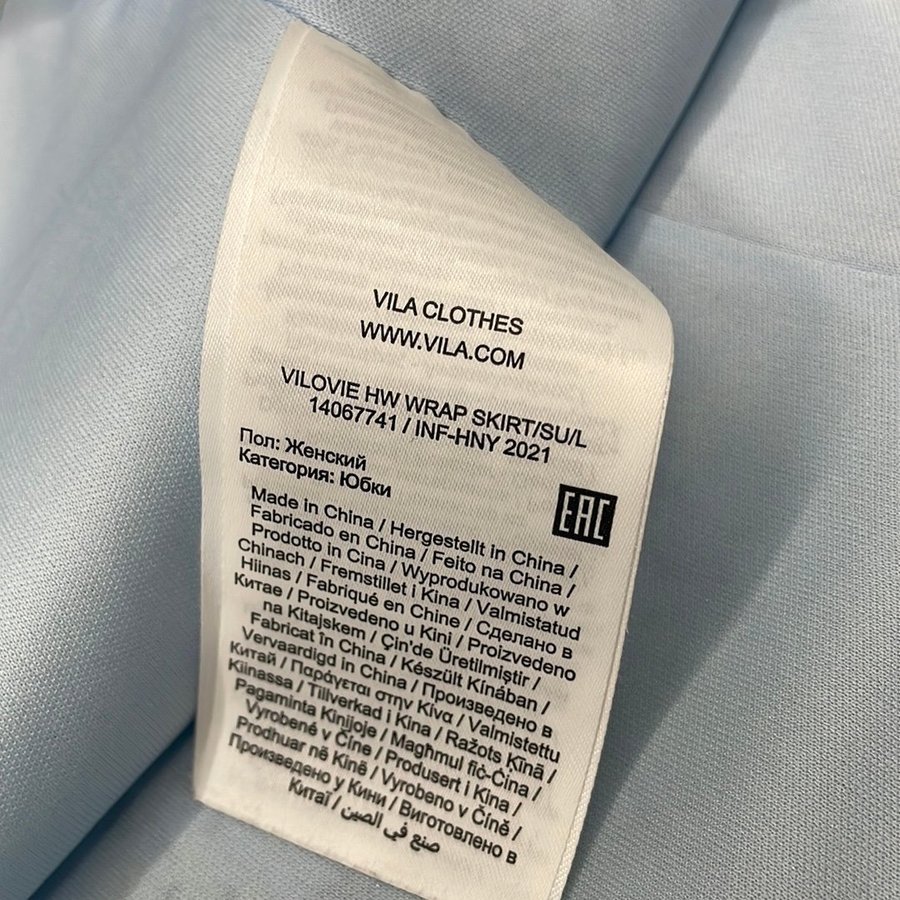 VILA CLOTHES
WWW.VILA.COM
VILOVIE HW WRAP SKIRT/SU/L
14067741 / INF-HNY 2021
Пол: Женский
Категория: Юбки
EAC
Made in China / Hergestellt in China /
Fabricado en China / Feito na China /
Prodotto in Cina / Wyprodukowano w
Chinach / Fremstillet i Kina / Valmistatud
Hiinas / Fabriqué en Chine / Сделано в
Китае / Proizvedeno u Kini / Proizvedeno
na Kitajskem / Çin'de Üretilmiştir /
Fabricat în China / Készült Kínában /
Vervaardigd in China / Произведено в
Китай / Παράγεται στην Κίνα / Valmistettu
Kiinassa / Tillverkad i Kina / Ražots Ķīnā /
Pagaminta Kinijoje / Magħmul fiċ-Ċina /
Vyrobené v Číne / Produsert i Kina /
Prodhuar në Kinë / Vyrobeno v Číně /
Произведено у Кини / Виготовлено в
Китаї / صنع في الصين